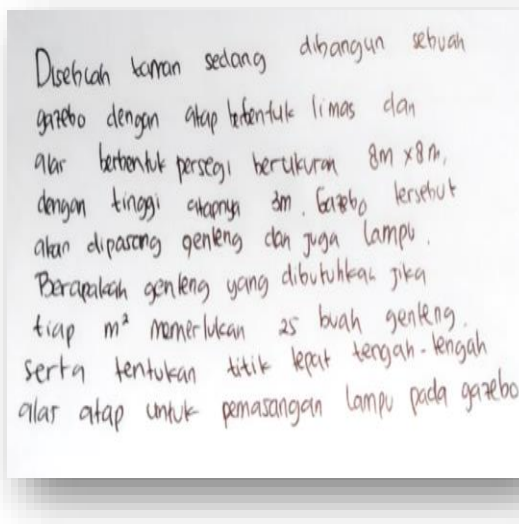 Disebuah taman sedang dibangun sebuah
gazebo dengan atap berbentuk limas dan
alas berbentuk persegi berukuran 8m x 8m,
dengan tinggi atapnya 3m. Gazebo tersebut
akan dipasang genteng dan juga lampu.
Berapakah genteng yang dibutuhkan jika
tiap m² memerlukan 25 buah genteng.
serta tentukan titik tepat tengah-tengah
alas atap untuk pemasangan lampu pada gazebo